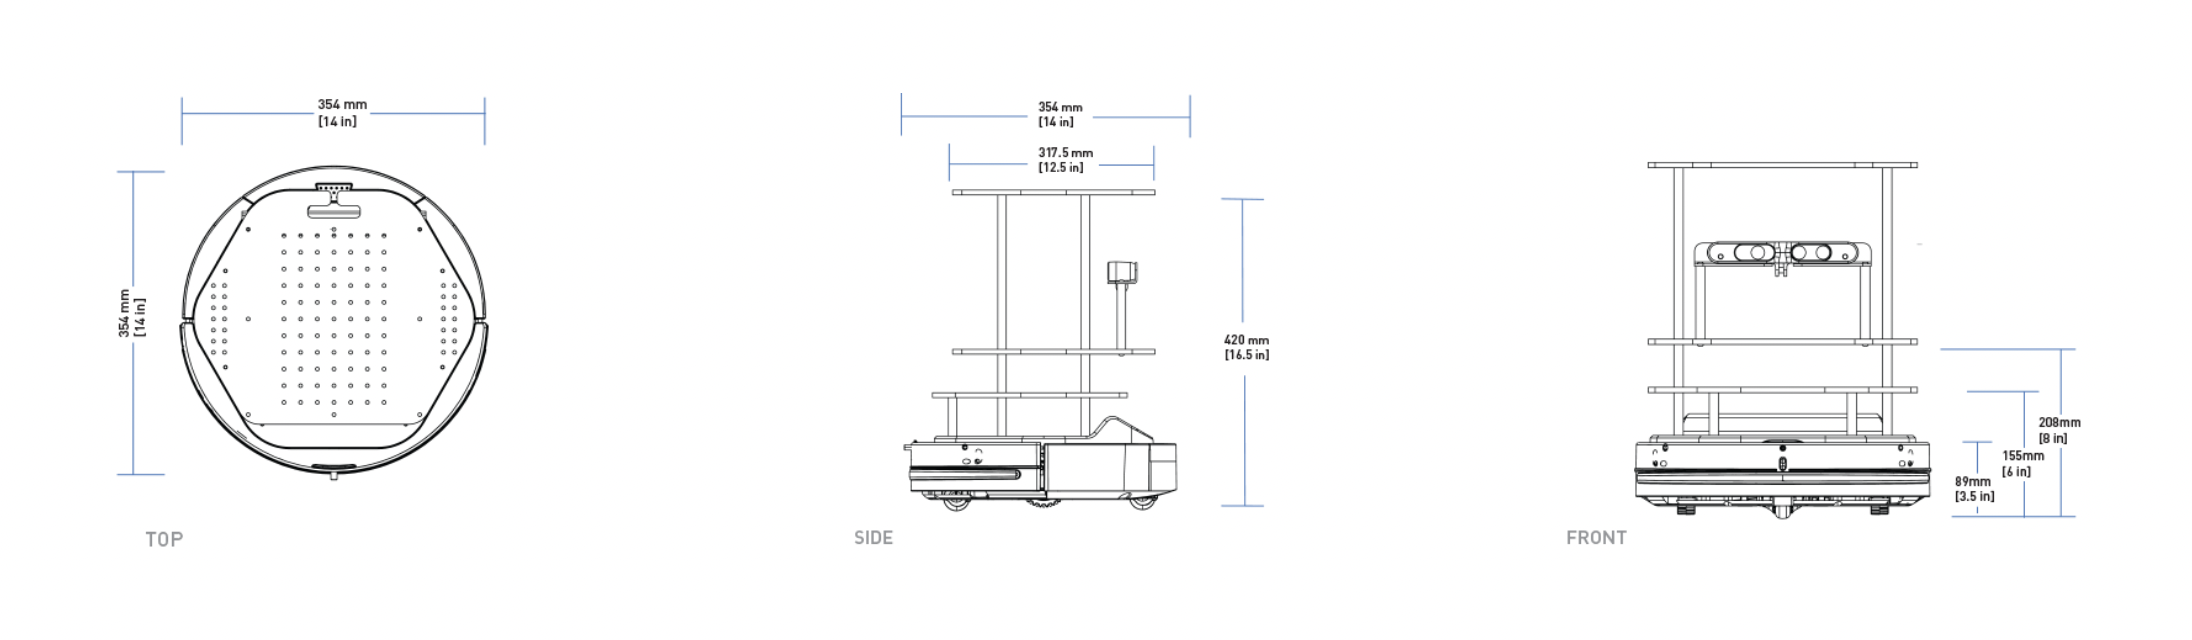 354 mm
[14 in]
354 mm
[14 in]
TOP
354 mm
[14 in]
317.5 mm
[12.5 in]
420 mm
[16.5 in]
SIDE
208mm
[8 in]
155mm
[6 in]
89mm
[3.5 in]
FRONT